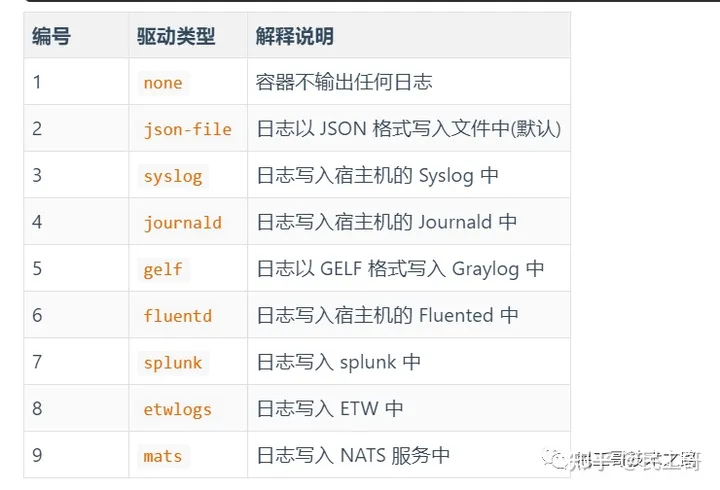 编号 驱动类型 解释说明
1 none 容器不输出任何日志
2 json-file 日志以 JSON 格式写入文件中(默认)
3 syslog 日志写入宿主机的 Syslog 中
4 journald 日志写入宿主机的 Journald 中
5 gelf 日志以 GELF 格式写入 Graylog 中
6 fluentd 日志写入宿主机的 Fluented 中
7 splunk 日志写入 splunk 中
8 etwlogs 日志写入 ETW 中
9 mats 日志写入 NATS 服务中
知乎 @民工哥